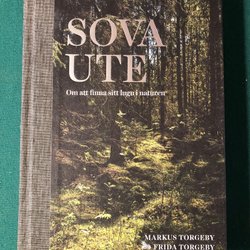 SOVA
UTE
Om att finna sitt lugn i naturen
MARKUS TORGEBY
FRIDA TORGEBY